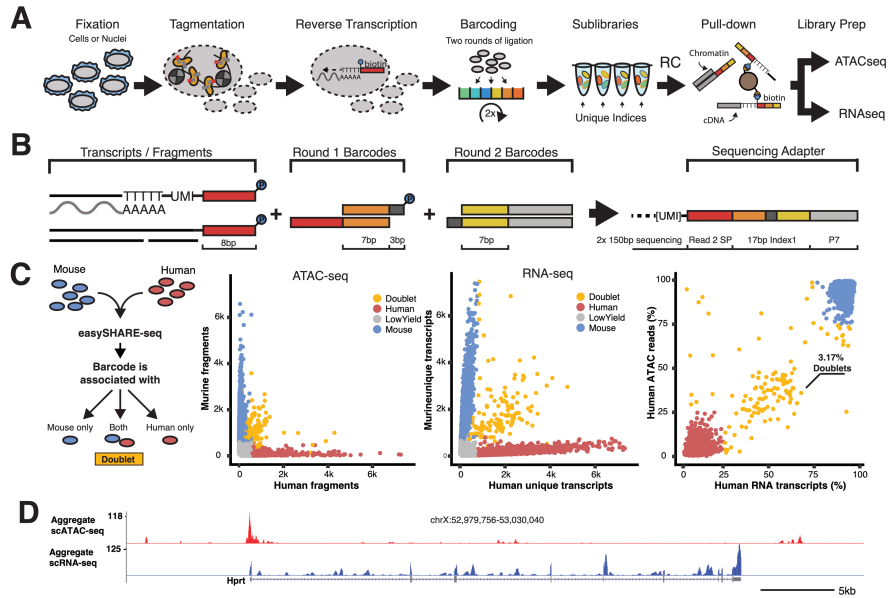 A
Fixation
Cells or Nuclei
Tagmentation
Reverse Transcription
biotin
TTTT
AAAAA
Barcoding
Two rounds of ligation
2x
Sublibraries
Unique Indices
RC
Pull-down
Chromatin
biotin
cDNA
Library Prep
ATACseq
RNAseq
B
Transcripts / Fragments
TTTTT
UMI
AAAAA
P
P
8bp
+
Round 1 Barcodes
P
7bp
3bp
+
Round 2 Barcodes
7bp
Sequencing Adapter
[UMI]
2x 150bp sequencing
Read 2 SP
17bp Index1
P7
C
Mouse
Human
easySHARE-seq
Barcode is
associated with
Mouse only
Both
Human only
Doublet
ATAC-seq
Murine fragments
6k
4k
2k
0
0
2k
4k
6k
Human fragments
Doublet
Human
LowYield
Mouse
RNA-seq
Murineunique transcripts
6k
4k
2k
0
0
2k
4k
6k
Human unique transcripts
Doublet
Human
LowYield
Mouse
Human ATAC reads (%)
100
75
50
25
0
0
25
50
75
100
Human RNA transcripts (%)
3.17%
Doublets
D
Aggregate
scATAC-seq
118
chrX:52,979,756-53,030,040
Aggregate
scRNA-seq
125
Hprt
5kb